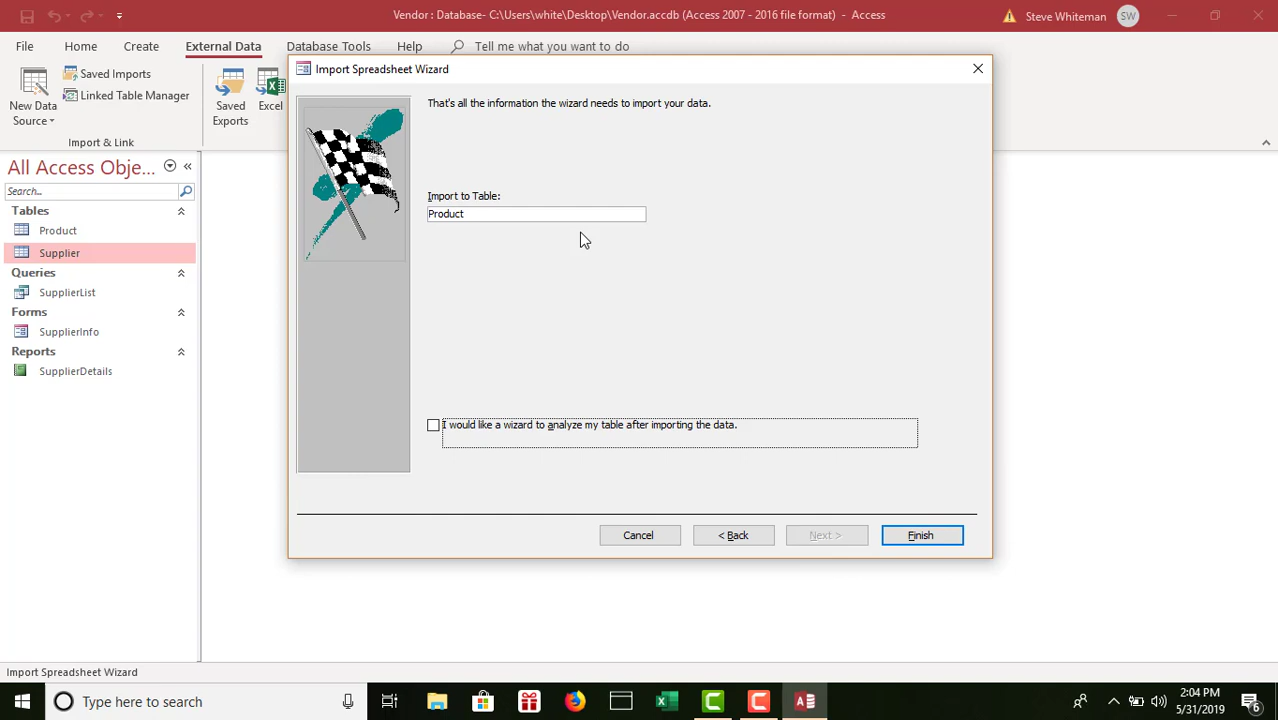 Vendor : Database- C:\Users\white\Desktop\Vendor.accdb (Access 2007 - 2016 file format) - Access
Steve Whiteman
SW
File
Home
Create
External Data
Database Tools
Help
Tell me what you want to do
New Data
Source
Saved Imports
Linked Table Manager
Saved
Exports
Excel
Import & Link
Import Spreadsheet Wizard
That's all the information the wizard needs to import your data.
Import to Table:
Product
I would like a wizard to analyze my table after importing the data.
Cancel
< Back
Next >
Finish
All Access Obje...
Search...
Tables
Product
Supplier
Queries
SupplierList
Forms
SupplierInfo
Reports
SupplierDetails
Import Spreadsheet Wizard
Type here to search
2:04 PM
5/31/2019
6